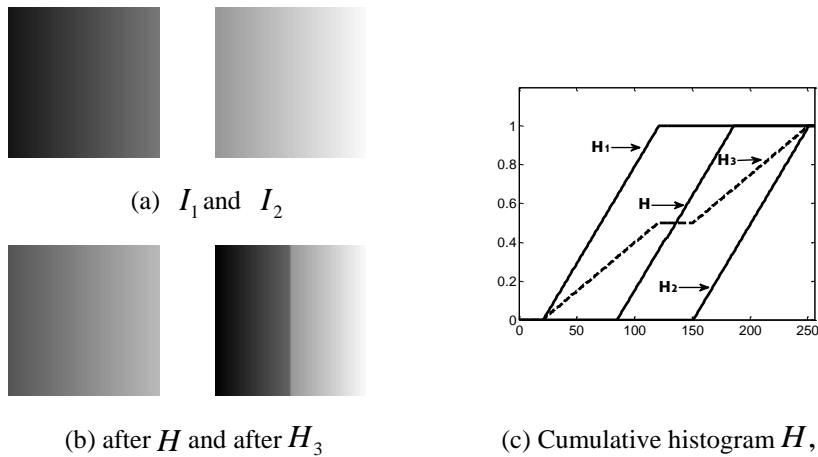 (a) I₁ and I₂
(b) after H and after H₃
1
0.8
0.6
0.4
0.2
0
0 50 100 150 200 250
H₁
H₃
H
H₂
(c) Cumulative histogram H,